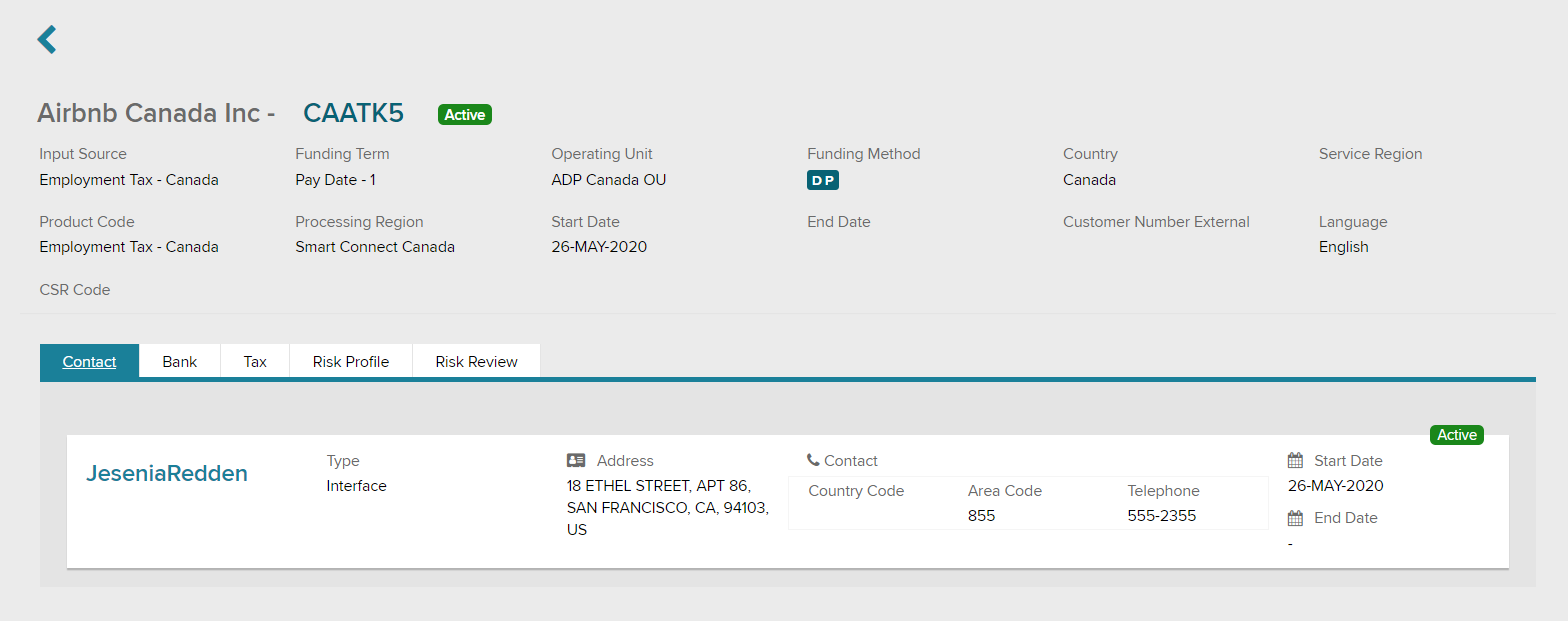 Airbnb Canada Inc - CAATK5 Active
Input Source Funding Term Operating Unit Funding Method Country Service Region
Employment Tax - Canada Pay Date - 1 ADP Canada OU DP Canada
Product Code Processing Region Start Date End Date Customer Number External Language
Employment Tax - Canada Smart Connect Canada 26-MAY-2020 English
CSR Code
Contact Bank Tax Risk Profile Risk Review
Active
JeseniaRedden
Type
Interface
Address
18 ETHEL STREET, APT 86,
SAN FRANCISCO, CA, 94103,
US
Contact
Country Code Area Code Telephone
855 555-2355
Start Date
26-MAY-2020
End Date
-